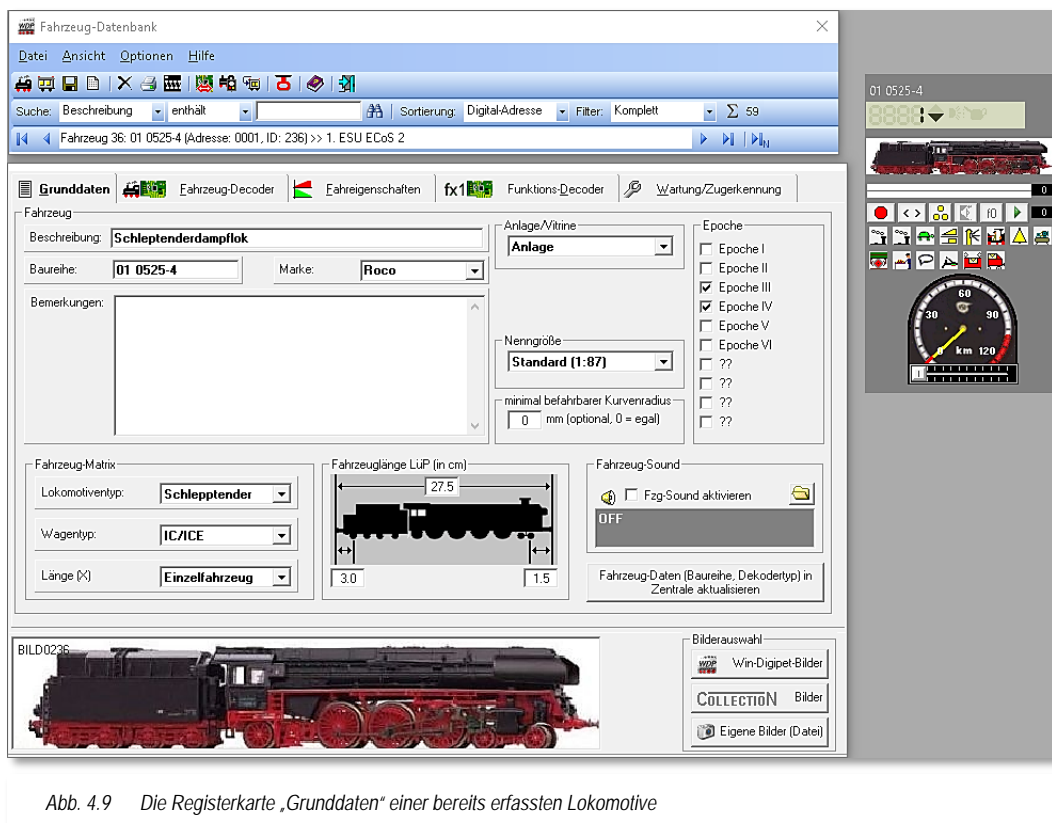 WDP Fahrzeug-Datenbank
Datei Ansicht Optionen Hilfe
Suche: Beschreibung enthält Sortierung: Digital-Adresse Filter: Komplett Σ 59
Fahrzeug 36: 01 0525-4 (Adresse: 0001, ID: 236) >> 1. ESU ECoS 2
Grunddaten Fahrzeug-Decoder Fahreigenschaften fx1 Funktions-Decoder Wartung/Zugerkennung
Fahrzeug
Beschreibung: Schleptenderdampflok
Baureihe: 01 0525-4 Marke: Roco
Bemerkungen:
Anlage/Vitrine
Anlage
Nenngröße
Standard (1:87)
minimal befahrbarer Kurvenradius
0 mm (optional, 0 = egal)
Epoche
Epoche I
Epoche II
Epoche III
Epoche IV
Epoche V
Epoche VI
??
??
??
??
Fahrzeug-Matrix
Lokomotiventyp: Schlepptender
Wagentyp: IC/ICE
Länge (X) Einzelfahrzeug
Fahrzeuglänge LüP (in cm)
27.5
3.0 1.5
Fahrzeug-Sound
Fzg-Sound aktivieren
OFF
Fahrzeug-Daten (Baureihe, Dekodertyp) in
Zentrale aktualisieren
BILD0236
Bilderauswahl
WDP Win-Digipet-Bilder
COLLECTION Bilder
Eigene Bilder (Datei)
01 0525-4
0
f0 0
60
30 90
0 km 120
Abb. 4.9 Die Registerkarte „Grunddaten“ einer bereits erfassten Lokomotive